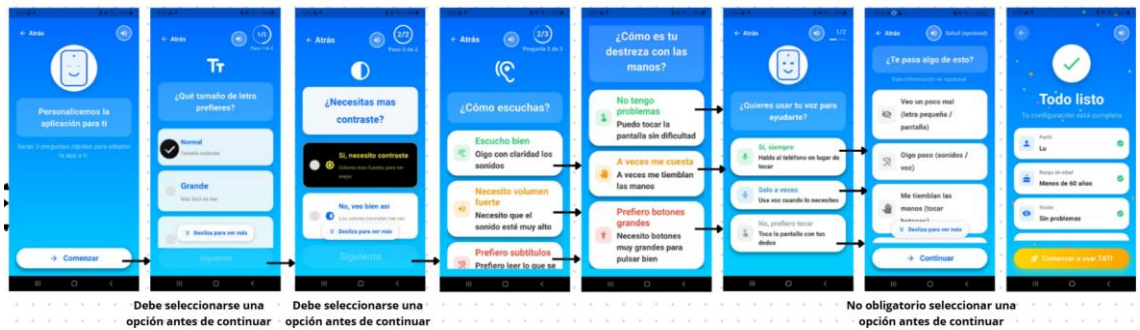 ← Atrás
Personalicemos la
aplicación para ti
Serán 3 preguntas rápidas para adaptar
la app a ti
→ Comenzar
← Atrás
1/2
Paso 1 de 2
TT
¿Qué tamaño de letra
prefieres?
Normal
Tamaño estándar
Grande
Más fácil de leer
Desliza para ver más
Siguiente
Debe seleccionarse una
opción antes de continuar
← Atrás
2/2
Paso 2 de 2
¿Necesitas mas
contraste?
Si, necesito contraste
Colores mas fuertes para ver
mejor
No, veo bien así
Los colores normales me van
Desliza para ver más
Siguiente
Debe seleccionarse una
opción antes de continuar
← Atrás
2/3
Pregunta 2 de 3
¿Cómo escuchas?
Escucho bien
Oigo con claridad los
sonidos
Necesito volumen
fuerte
Necesito que el
sonido esté muy alto
Prefiero subtítulos
Prefiero leer lo que se
¿Cómo es tu
destreza con las
manos?
No tengo
problemas
Puedo tocar la
pantalla sin dificultad
A veces me cuesta
A veces me tiemblan
las manos
Prefiero botones
grandes
Necesito botones
muy grandes para
pulsar bien
← Atrás
1/2
¿Quieres usar tu voz para
ayudarte?
Sí, siempre
Habla al teléfono en lugar de
tocar
Solo a veces
Usa voz cuando lo necesites
No, prefiero tocar
Toca la pantalla con tus
dedos
← Atrás
Salud (opcional)
¿Te pasa algo de esto?
Esta información es opcional
Veo un poco mal
(letra pequeña /
pantalla)
Oigo poco (sonidos /
voz)
Me tiemblan las
manos (tocar
botones)
Desliza para ver más
→ Continuar
No obligatorio seleccionar una
opción antes de continuar
Todo listo
Tu configuración está completa
Perfil
Lu
Rango de edad
Menos de 60 años
Visión
Sin problemas
Comenzar a usar TATI